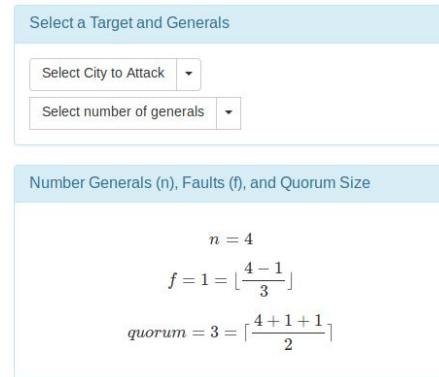 Select a Target and Generals
Select City to Attack
Select number of generals
Number Generals (n), Faults (f), and Quorum Size
n = 4
f = 1 = ⌊(4 − 1)/3⌋
quorum = 3 = ⌈(4 + 1 + 1)/2⌉